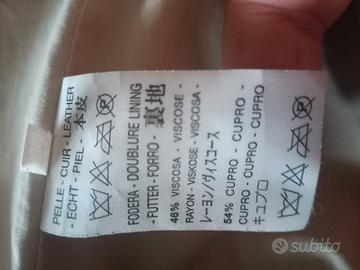 PELLE - CUIR - LEATHER
- ECHT - PIEL - 本皮
FODERA - DOUBLURE LINING
- FUTTER - FORRO - 裏地
46% VISCOSA - VISCOSE -
RAYON - VISKOSE - VISCOSA -
レーヨン/ヴィスコース
54% CUPRO - CUPRO -
CUPRO - CUPRO - CUPRO
キュプロ
subito